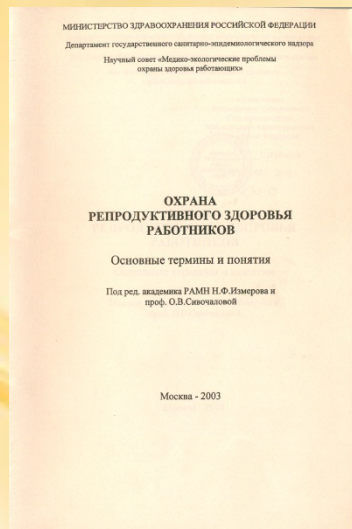 МИНИСТЕРСТВО ЗДРАВООХРАНЕНИЯ РОССИЙСКОЙ ФЕДЕРАЦИИ
Департамент государственного санитарно-эпидемиологического надзора
Научный совет «Медико-экологические проблемы
охраны здоровья работающих»
ОХРАНА
РЕПРОДУКТИВНОГО ЗДОРОВЬЯ
РАБОТНИКОВ
Основные термины и понятия
Под ред. академика РАМН Н.Ф.Измерова и
проф. О.В.Сивочаловой
Москва - 2003